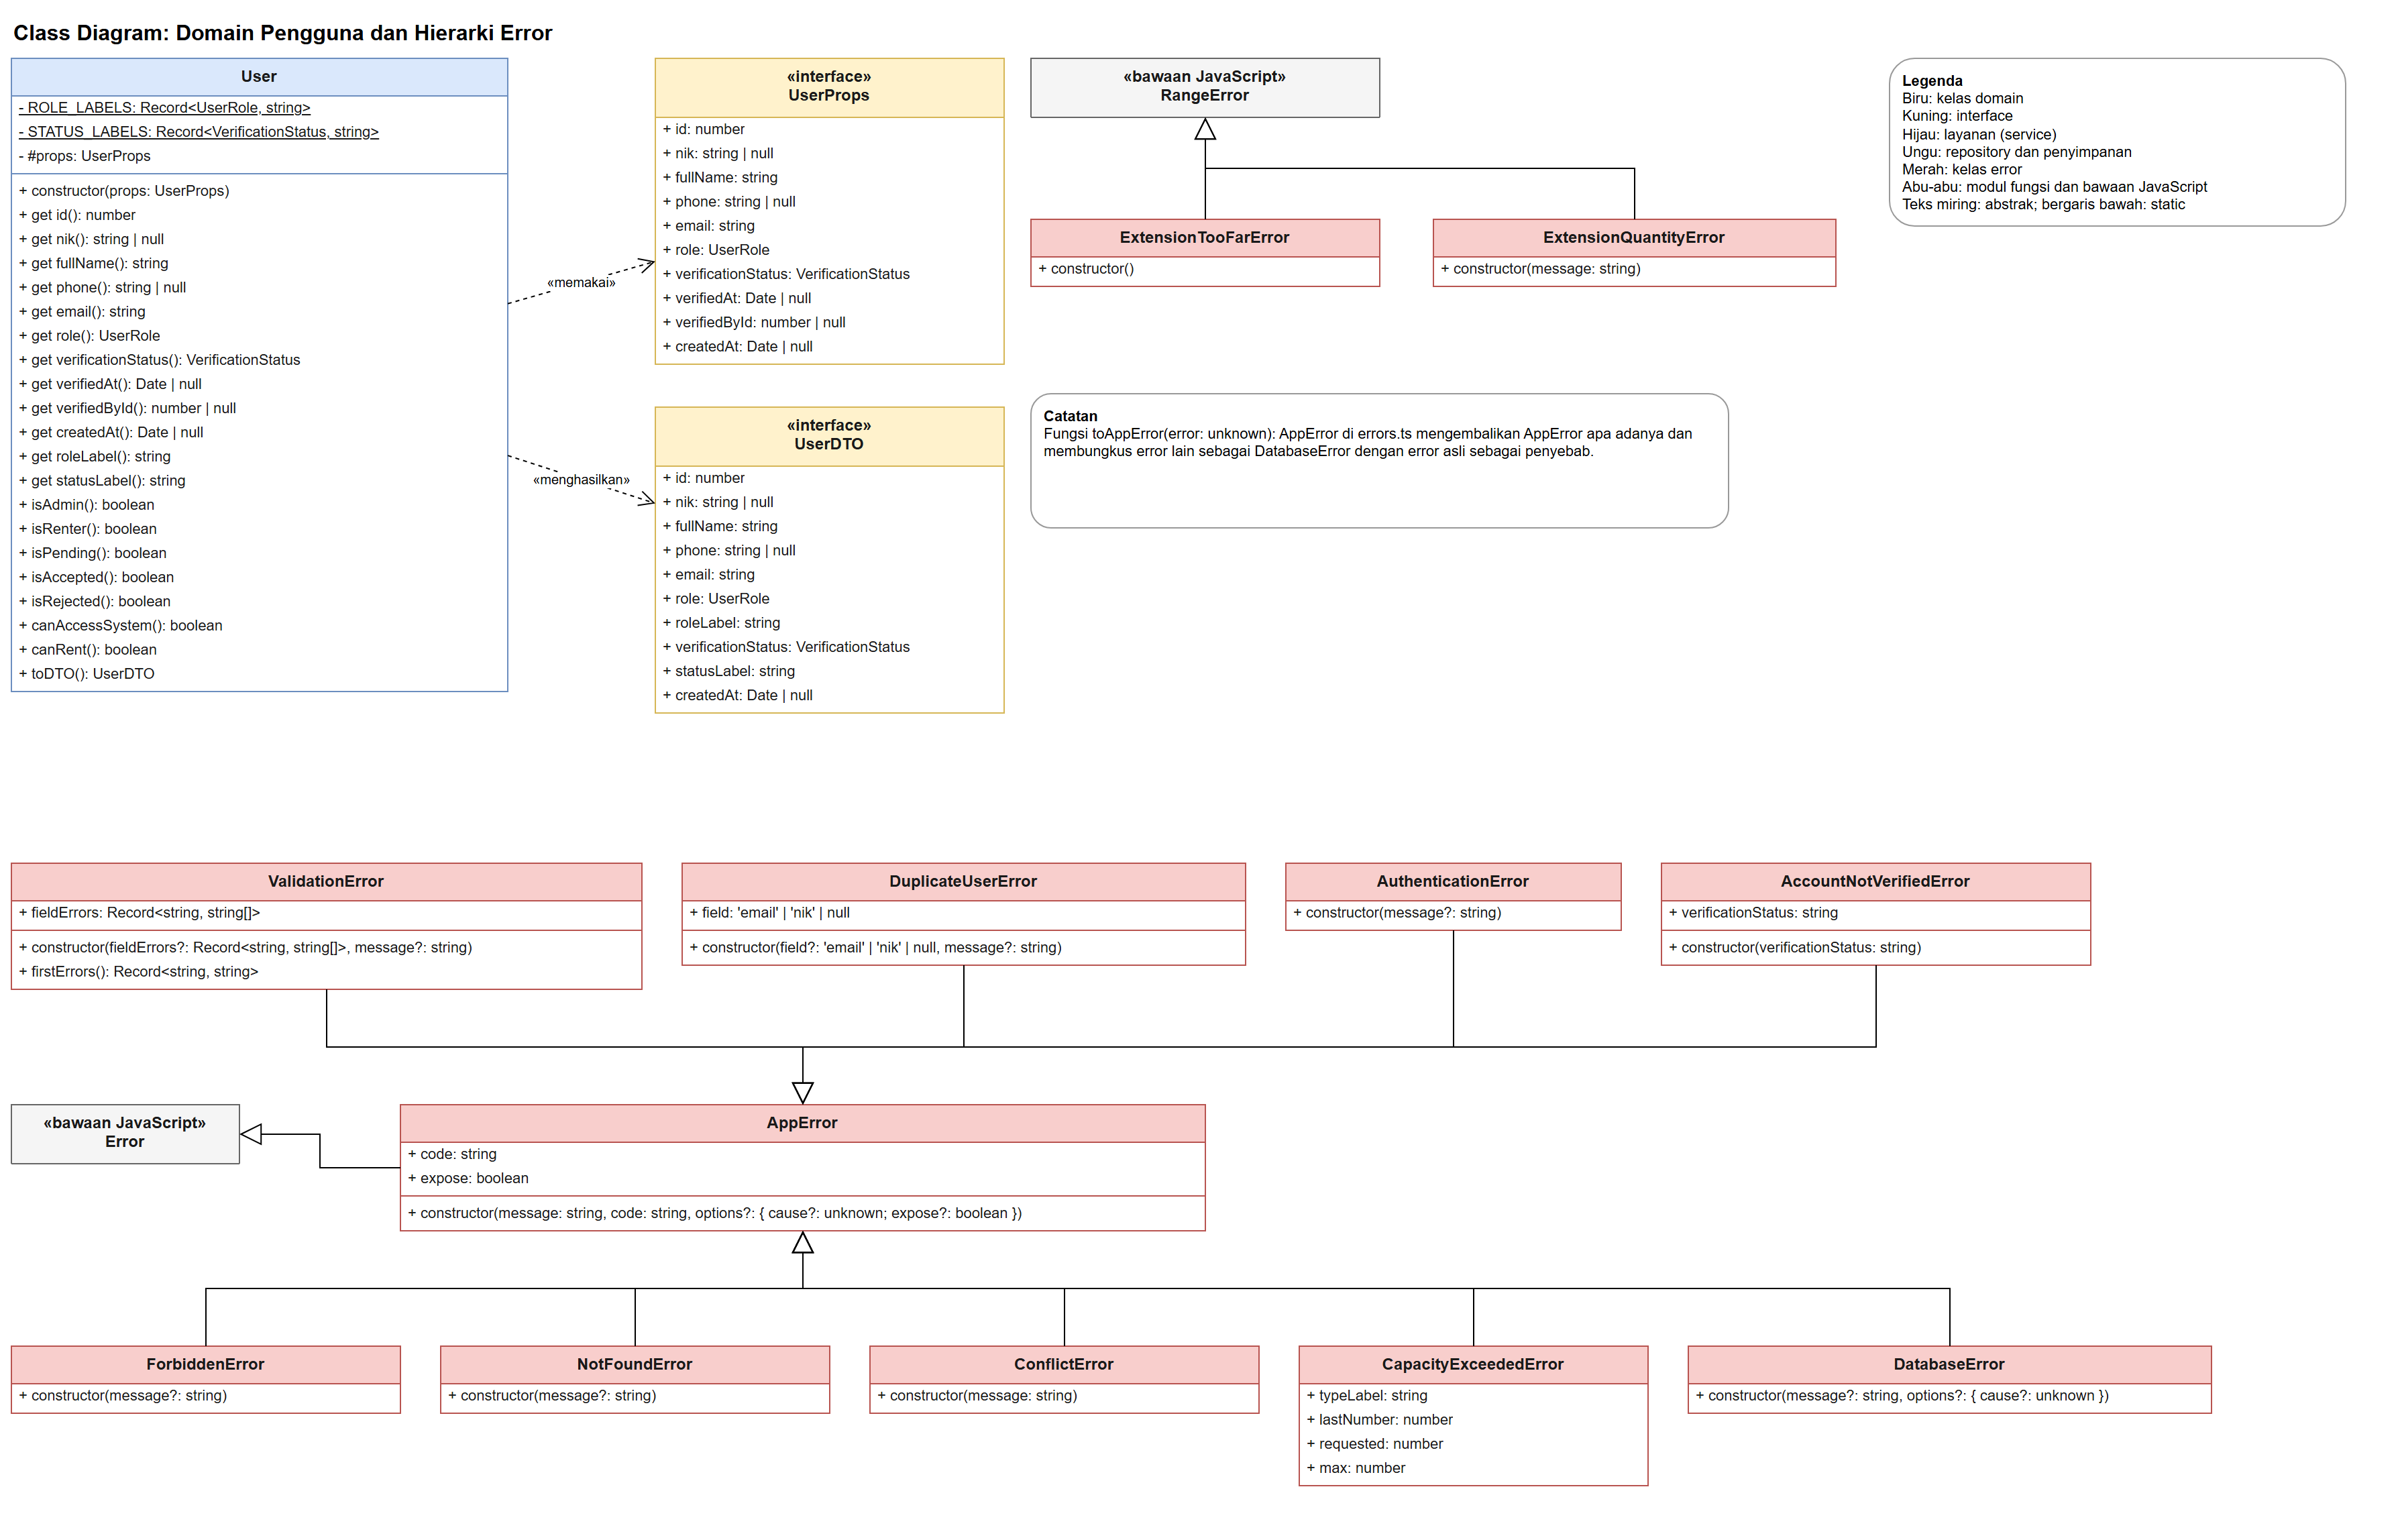 Class Diagram: Domain Pengguna dan Hierarki Error
User
- ROLE_LABELS: Record<UserRole, string>
- STATUS_LABELS: Record<VerificationStatus, string>
- #props: UserProps
+ constructor(props: UserProps)
+ get id(): number
+ get nik(): string | null
+ get fullName(): string
+ get phone(): string | null
+ get email(): string
+ get role(): UserRole
+ get verificationStatus(): VerificationStatus
+ get verifiedAt(): Date | null
+ get verifiedById(): number | null
+ get createdAt(): Date | null
+ get roleLabel(): string
+ get statusLabel(): string
+ isAdmin(): boolean
+ isRenter(): boolean
+ isPending(): boolean
+ isAccepted(): boolean
+ isRejected(): boolean
+ canAccessSystem(): boolean
+ canRent(): boolean
+ toDTO(): UserDTO
«memakai»
«menghasilkan»
«interface»
UserProps
+ id: number
+ nik: string | null
+ fullName: string
+ phone: string | null
+ email: string
+ role: UserRole
+ verificationStatus: VerificationStatus
+ verifiedAt: Date | null
+ verifiedById: number | null
+ createdAt: Date | null
«interface»
UserDTO
+ id: number
+ nik: string | null
+ fullName: string
+ phone: string | null
+ email: string
+ role: UserRole
+ roleLabel: string
+ verificationStatus: VerificationStatus
+ statusLabel: string
+ createdAt: Date | null
«bawaan JavaScript»
RangeError
ExtensionTooFarError
+ constructor()
ExtensionQuantityError
+ constructor(message: string)
Legenda
Biru: kelas domain
Kuning: interface
Hijau: layanan (service)
Ungu: repository dan penyimpanan
Merah: kelas error
Abu-abu: modul fungsi dan bawaan JavaScript
Teks miring: abstrak; bergaris bawah: static
Catatan
Fungsi toAppError(error: unknown): AppError di errors.ts mengembalikan AppError apa adanya dan
membungkus error lain sebagai DatabaseError dengan error asli sebagai penyebab.
ValidationError
+ fieldErrors: Record<string, string[]>
+ constructor(fieldErrors?: Record<string, string[]>, message?: string)
+ firstErrors(): Record<string, string>
DuplicateUserError
+ field: 'email' | 'nik' | null
+ constructor(field?: 'email' | 'nik' | null, message?: string)
AuthenticationError
+ constructor(message?: string)
AccountNotVerifiedError
+ verificationStatus: string
+ constructor(verificationStatus: string)
«bawaan JavaScript»
Error
AppError
+ code: string
+ expose: boolean
+ constructor(message: string, code: string, options?: { cause?: unknown; expose?: boolean })
ForbiddenError
+ constructor(message?: string)
NotFoundError
+ constructor(message?: string)
ConflictError
+ constructor(message: string)
CapacityExceededError
+ typeLabel: string
+ lastNumber: number
+ requested: number
+ max: number
DatabaseError
+ constructor(message?: string, options?: { cause?: unknown })